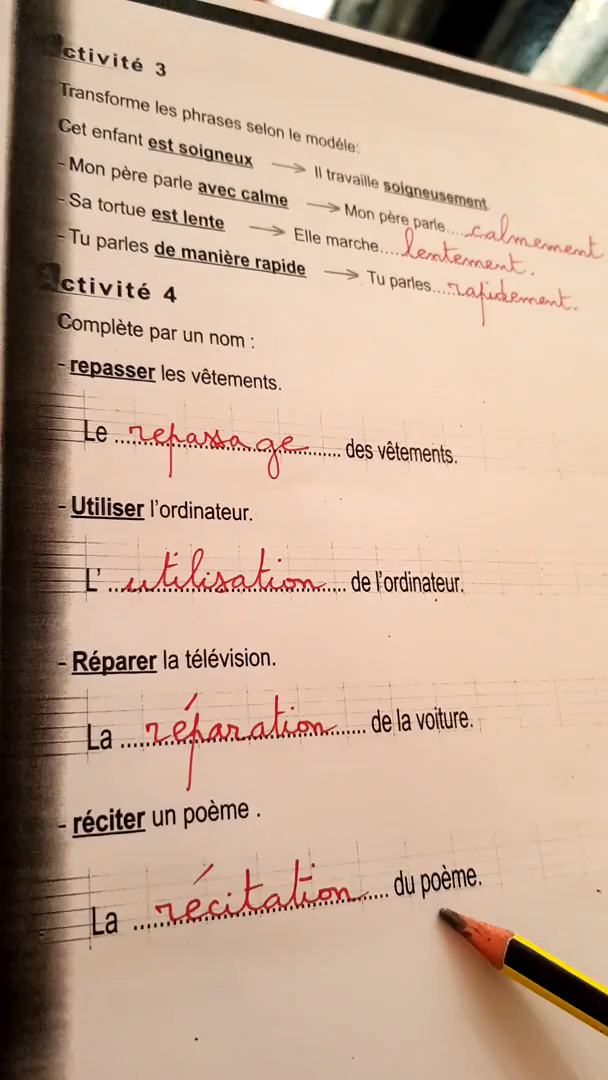 ctivité 3
Transforme les phrases selon le modéle:
Cet enfant est soigneux → Il travaille soigneusement
- Mon père parle avec calme → Mon père parle.....calmement
- Sa tortue est lente → Elle marche....lentement.
- Tu parles de manière rapide → Tu parles...rapidement.
ctivité 4
Complète par un nom :
- repasser les vêtements.
Le ...repassage...... des vêtements.
- Utiliser l'ordinateur.
L' ..utilisation.... de l'ordinateur.
- Réparer la télévision.
La ....réparation...... de la voiture.
- réciter un poème .
La .....récitation..... du poème.